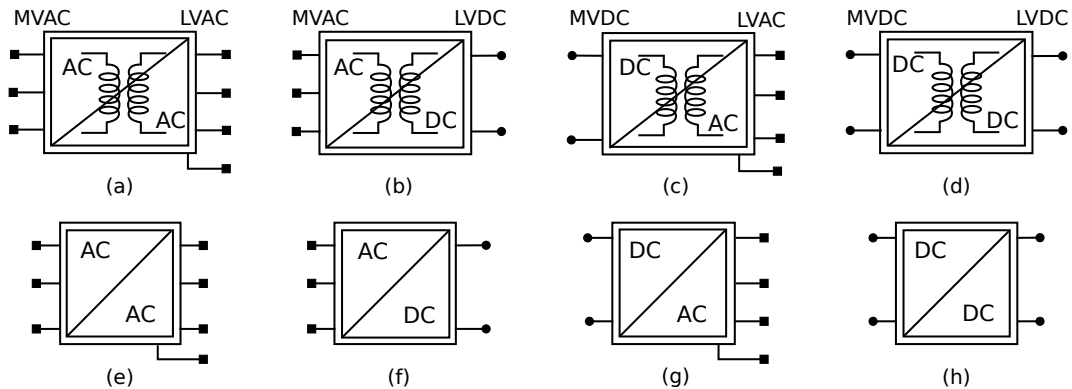 MVAC LVAC MVAC LVDC MVDC LVAC MVDC LVDC
AC AC DC DC
AC DC AC DC
(a) (b) (c) (d)
AC AC DC DC
AC DC AC DC
(e) (f) (g) (h)